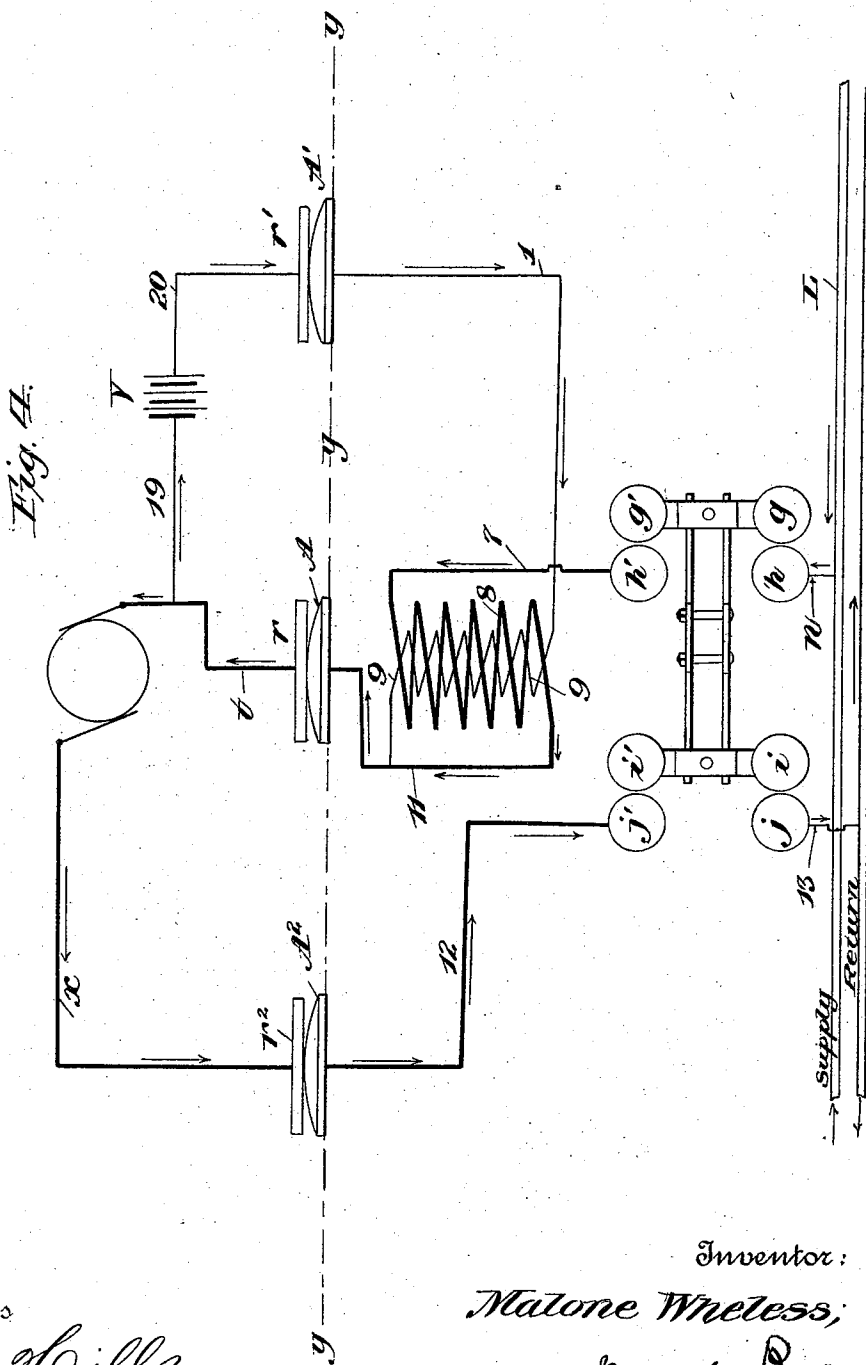 Fig. 4.
y
V
20
19
r'
A'
y
1
x
t
r
A
7
8
9
9
11
r²
A²
12
g'
h'
g
h
i'
j'
i
j
n
L
13
Supply
Return
y
Inventor:
Malone Wheless;